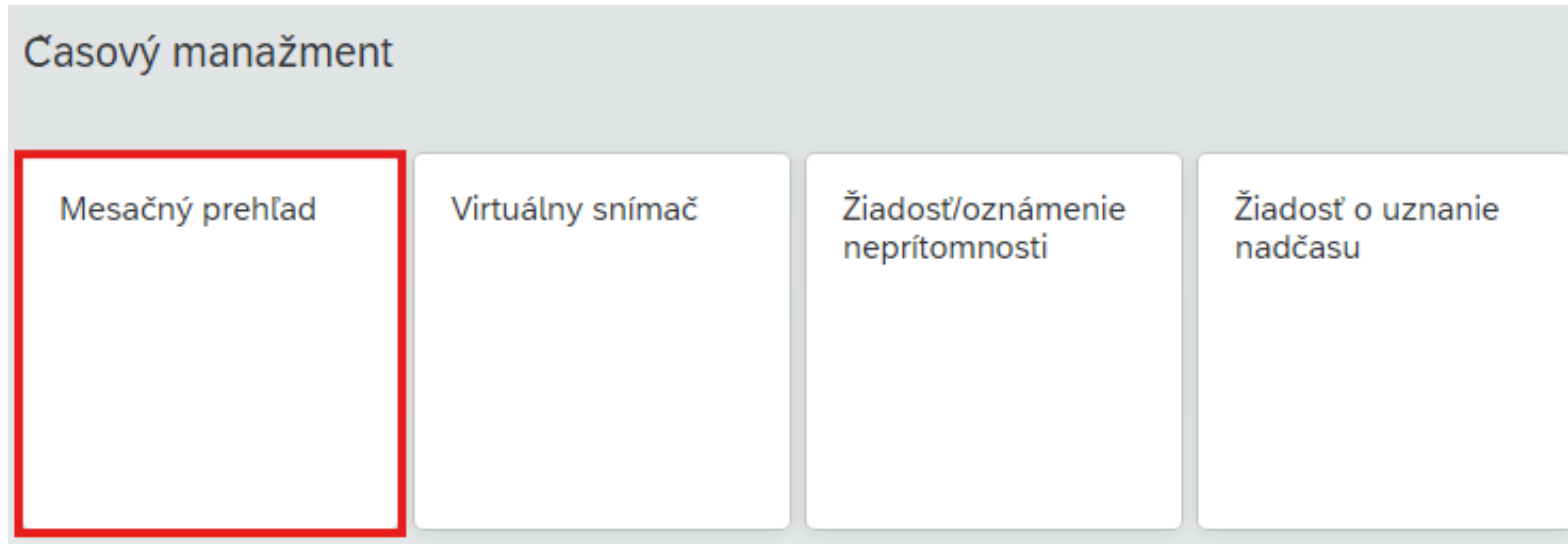 Časový manažment
Mesačný prehľad
Virtuálny snímač
Žiadosť/oznámenie
neprítomnosti
Žiadosť o uznanie
nadčasu